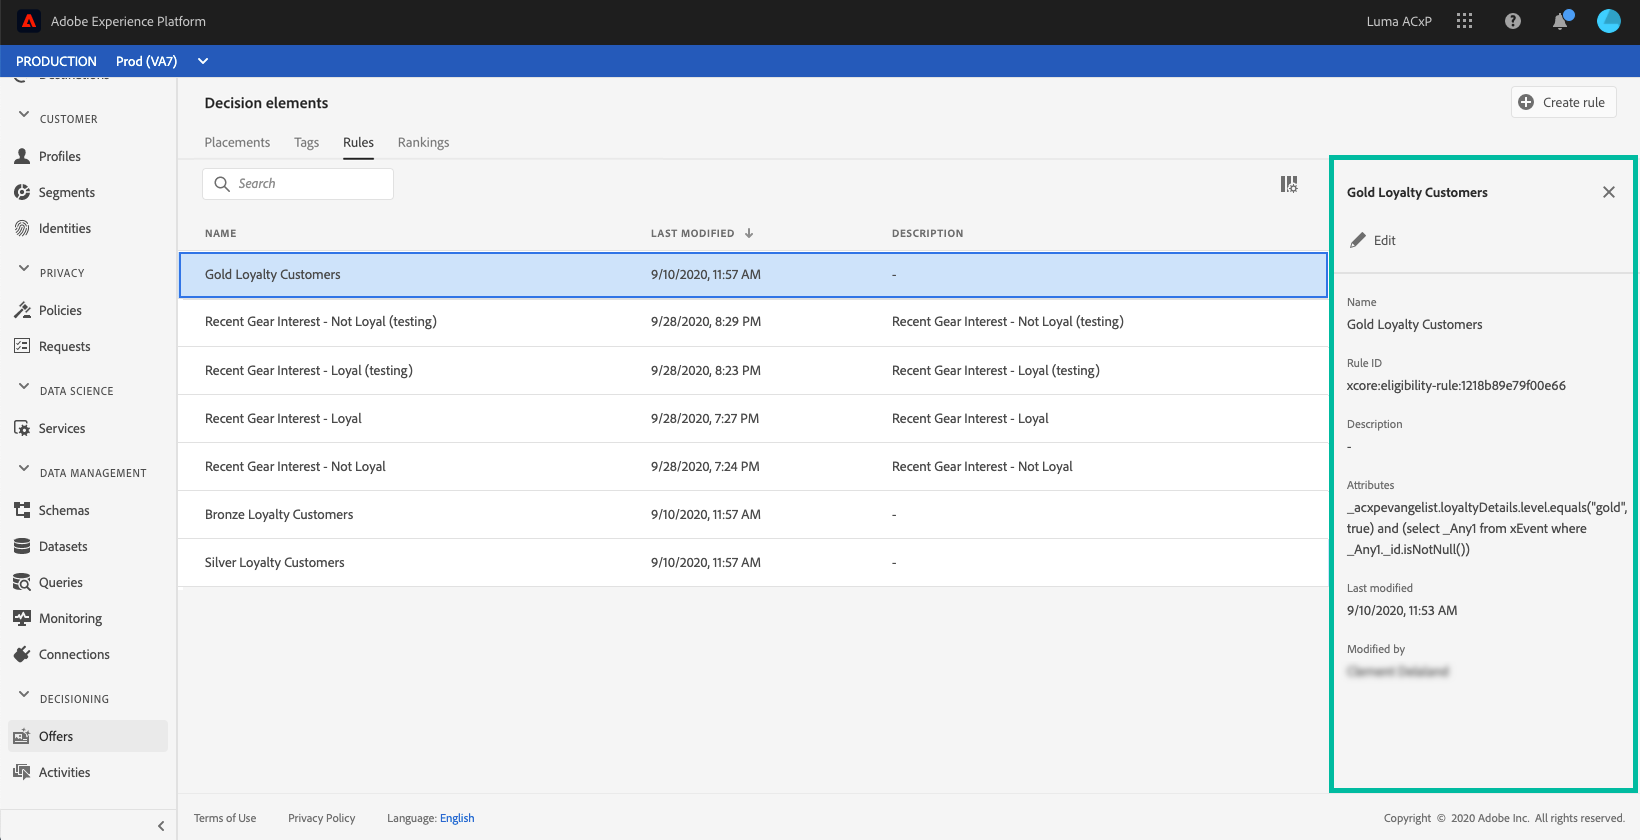 Adobe Experience Platform
Luma ACxP
PRODUCTION Prod (VA7)
Destinations
CUSTOMER
Profiles
Segments
Identities
PRIVACY
Policies
Requests
DATA SCIENCE
Services
DATA MANAGEMENT
Schemas
Datasets
Queries
Monitoring
Connections
DECISIONING
Offers
Activities
Decision elements
Create rule
Placements Tags Rules Rankings
Search
NAME LAST MODIFIED DESCRIPTION
Gold Loyalty Customers 9/10/2020, 11:57 AM -
Recent Gear Interest - Not Loyal (testing) 9/28/2020, 8:29 PM Recent Gear Interest - Not Loyal (testing)
Recent Gear Interest - Loyal (testing) 9/28/2020, 8:23 PM Recent Gear Interest - Loyal (testing)
Recent Gear Interest - Loyal 9/28/2020, 7:27 PM Recent Gear Interest - Loyal
Recent Gear Interest - Not Loyal 9/28/2020, 7:24 PM Recent Gear Interest - Not Loyal
Bronze Loyalty Customers 9/10/2020, 11:57 AM -
Silver Loyalty Customers 9/10/2020, 11:57 AM -
Gold Loyalty Customers
Edit
Name
Gold Loyalty Customers
Rule ID
xcore:eligibility-rule:1218b89e79f00e66
Description
-
Attributes
_acxpevangelist.loyaltyDetails.level.equals("gold",
true) and (select _Any1 from xEvent where
_Any1._id.isNotNull())
Last modified
9/10/2020, 11:53 AM
Modified by
Terms of Use Privacy Policy Language: English
Copyright © 2020 Adobe Inc. All rights reserved.